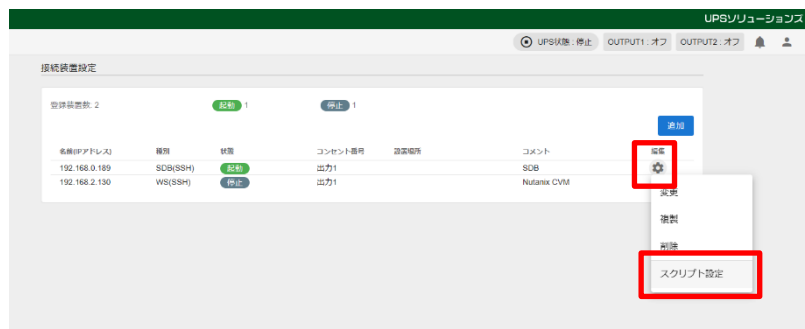 UPSソリューションズ
UPS状態 : 停止 OUTPUT1 : オフ OUTPUT2 : オフ
接続装置設定
登録装置数: 2 起動 1 停止 1
追加
名前(IPアドレス) 種別 状態 コンセント番号 設置場所 コメント 編集
192.168.0.189 SDB(SSH) 起動 出力1 SDB
192.168.2.130 WS(SSH) 停止 出力1 Nutanix CVM
変更
複製
削除
スクリプト設定